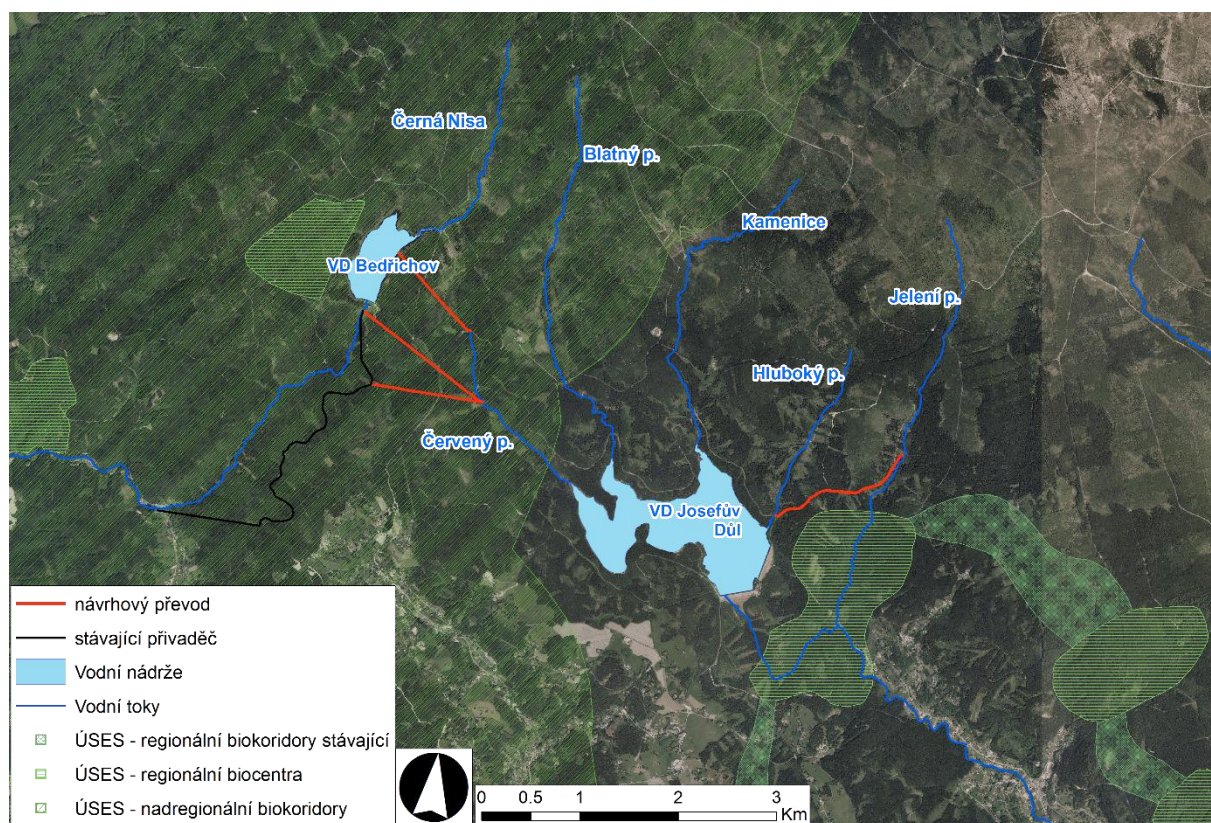 Černá Nisa
Blatný p.
Kamenice
VD Bedřichov
Jelení p.
Hluboký p.
Červený p.
VD Josefův
Důl
návrhový převod
stávající přivaděč
Vodní nádrže
Vodní toky
ÚSES - regionální biokoridory stávající
ÚSES - regionální biocentra
ÚSES - nadregionální biokoridory
0 0.5 1 2 3
Km